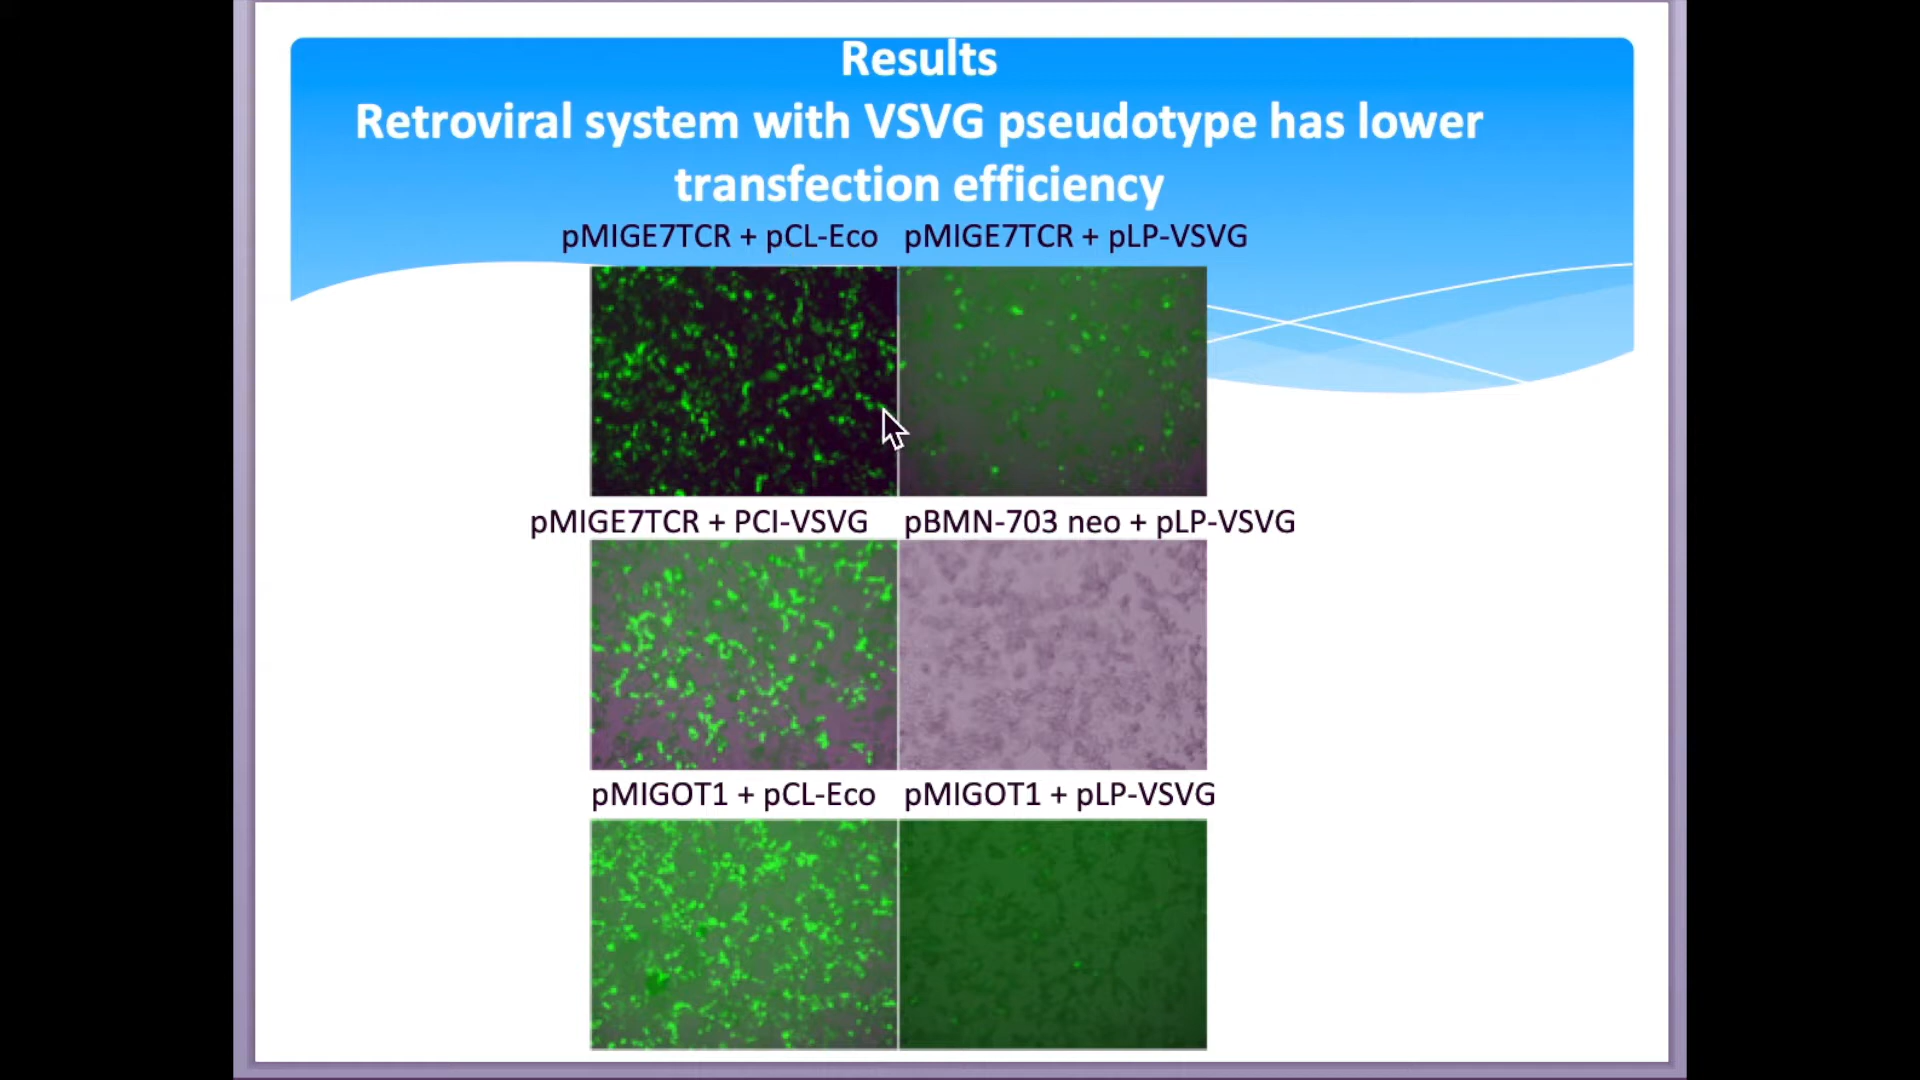 Results
Retroviral system with VSVG pseudotype has lower
transfection efficiency
pMIGE7TCR + pCL-Eco pMIGE7TCR + pLP-VSVG
pMIGE7TCR + PCI-VSVG pBMN-703 neo + pLP-VSVG
pMIGOT1 + pCL-Eco pMIGOT1 + pLP-VSVG